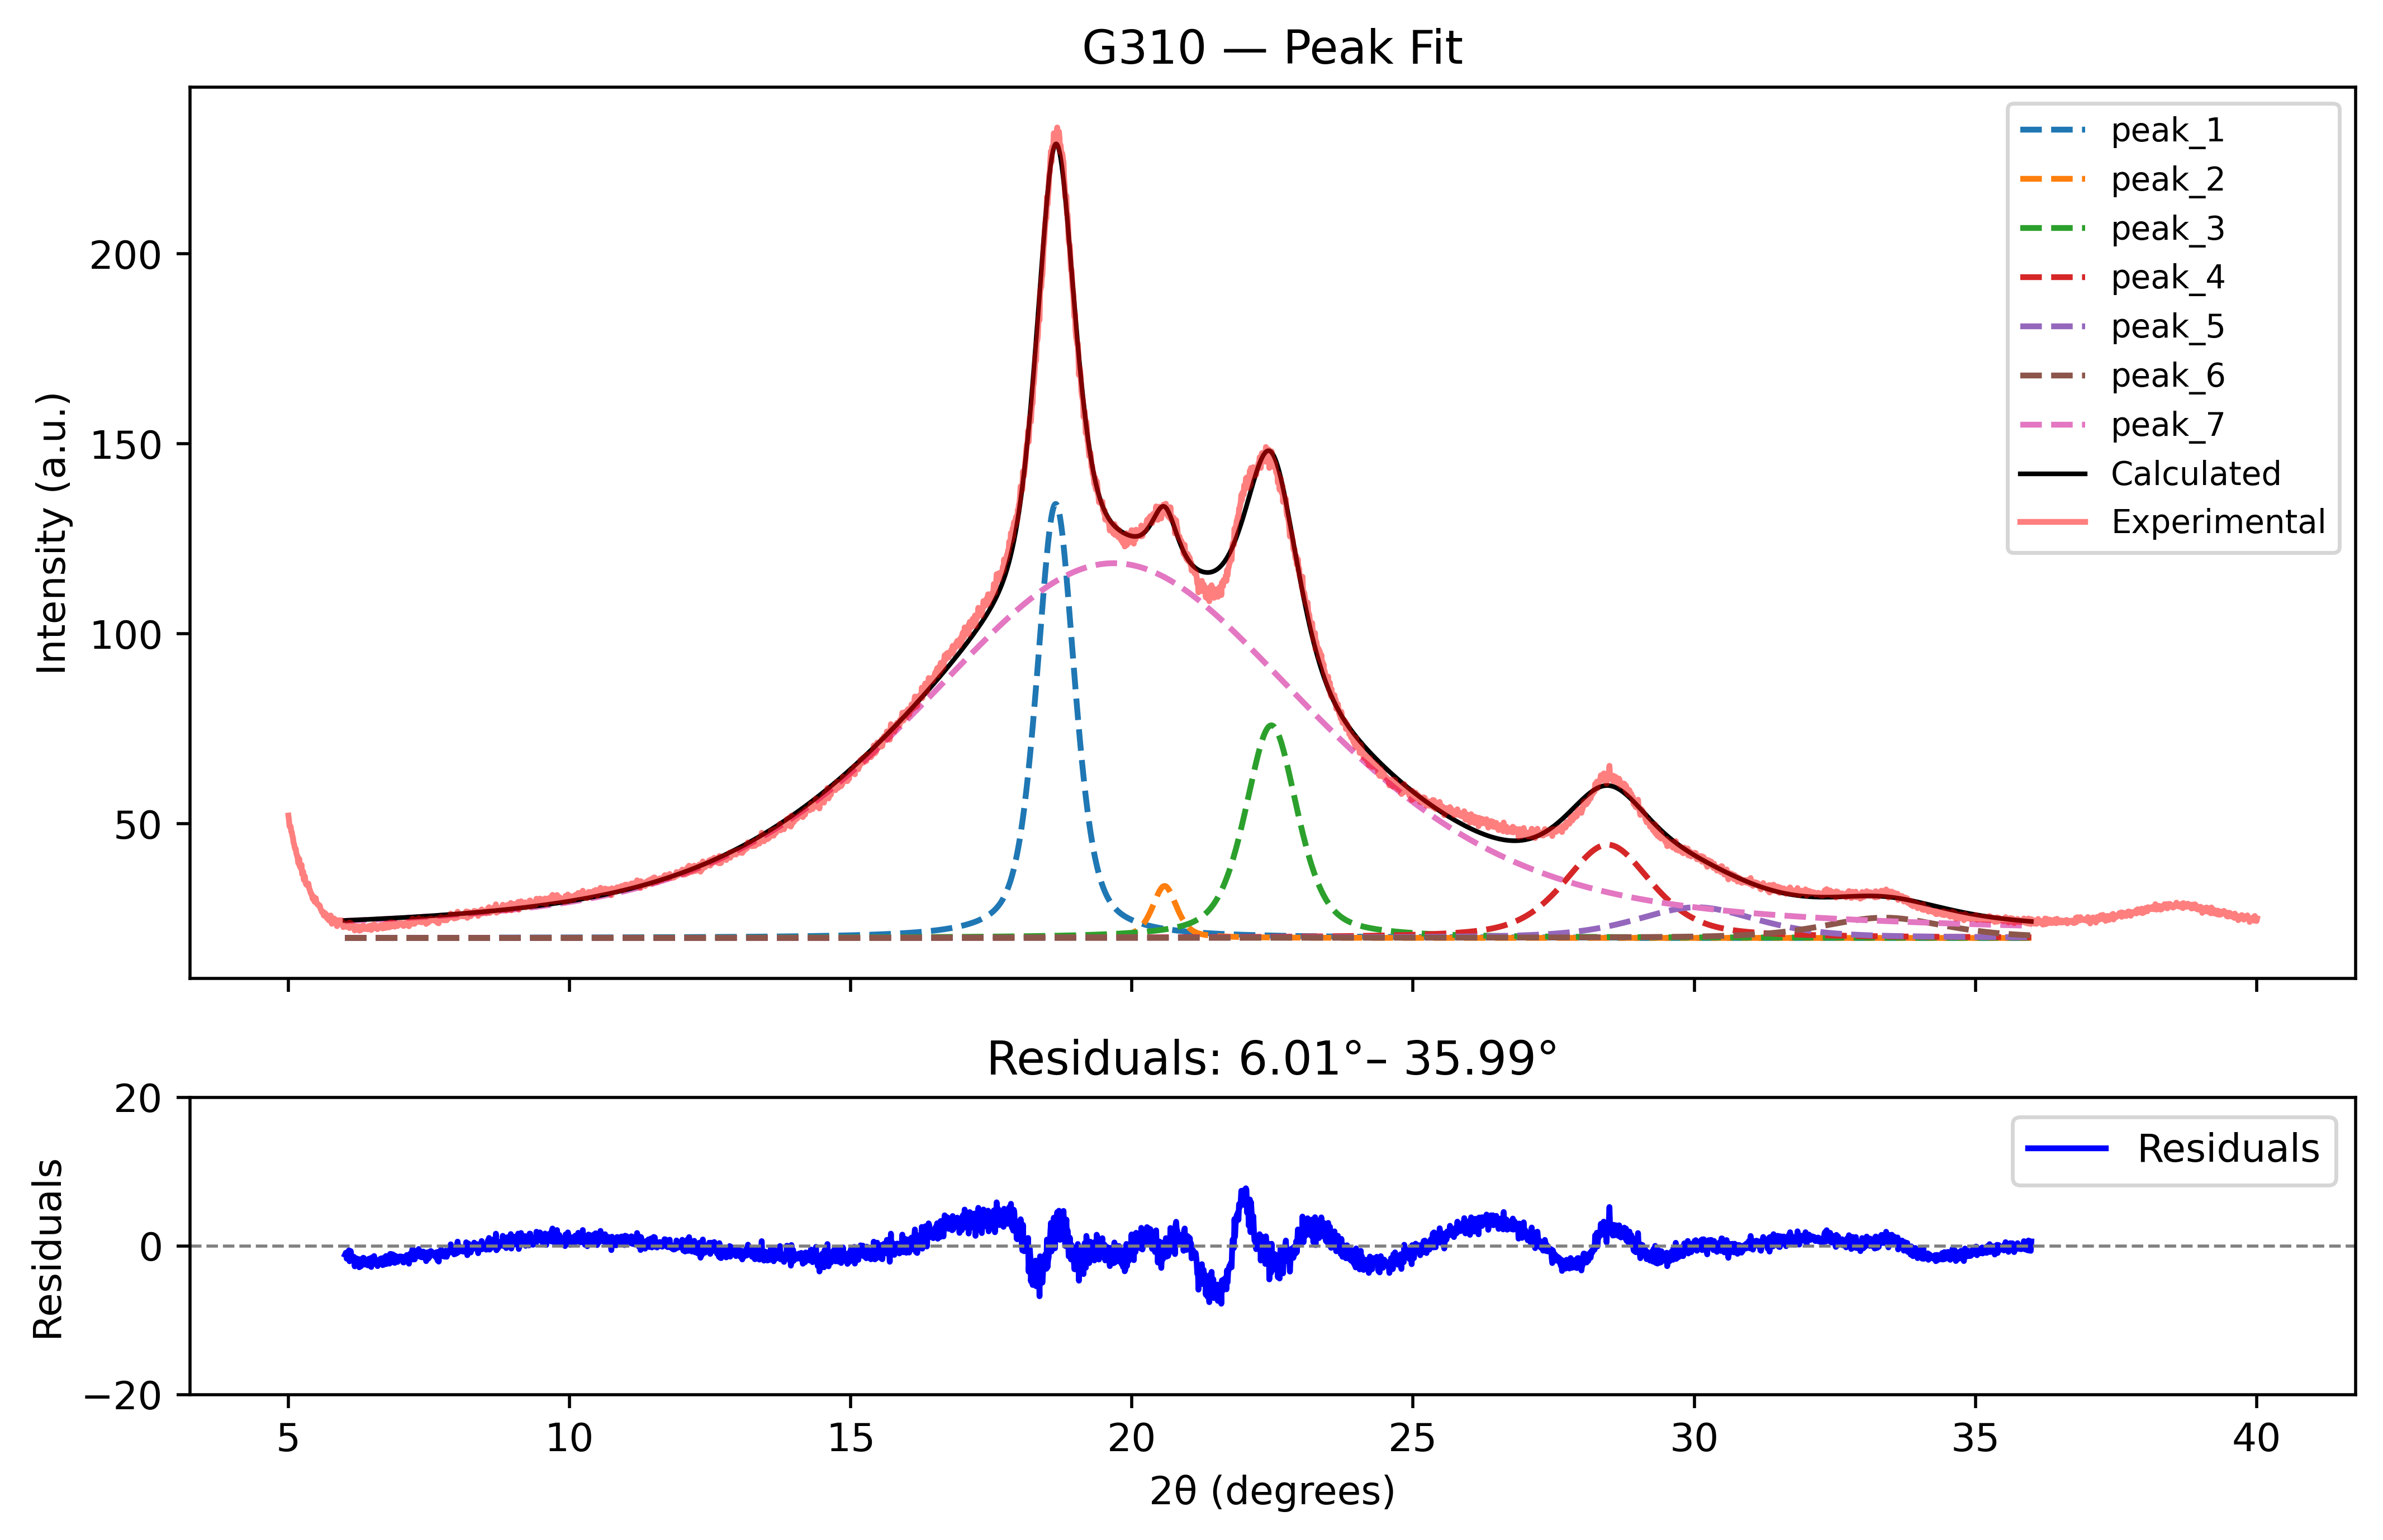 G310 — Peak Fit
Intensity (a.u.)
200
150
100
50
peak_1
peak_2
peak_3
peak_4
peak_5
peak_6
peak_7
Calculated
Experimental
Residuals: 6.01°– 35.99°
Residuals
20
0
−20
Residuals
5 10 15 20 25 30 35 40
2θ (degrees)